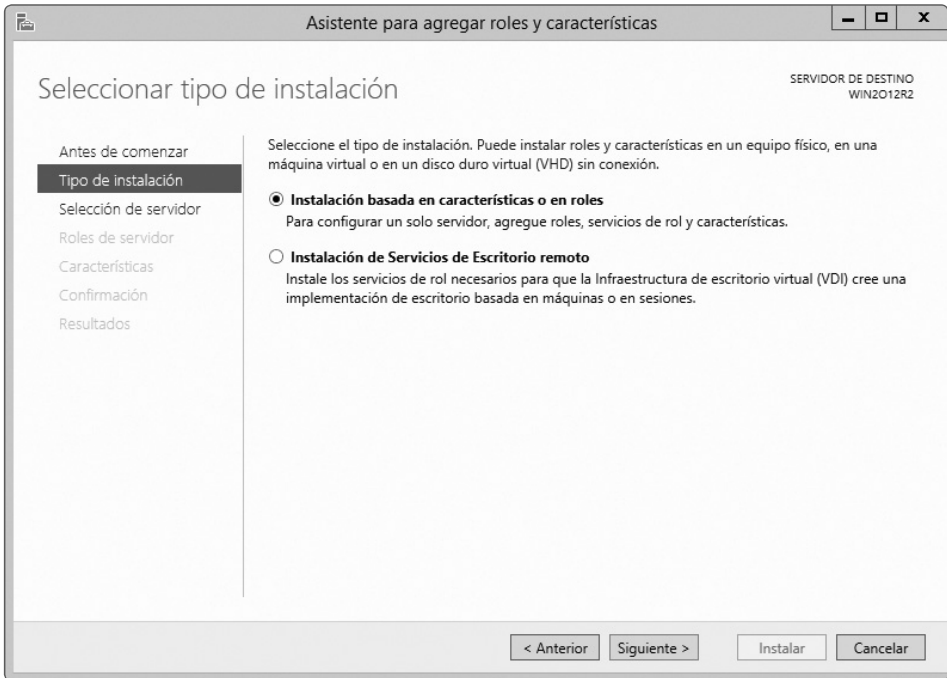 Asistente para agregar roles y características
Seleccionar tipo de instalación
SERVIDOR DE DESTINO
WIN2O12R2
Antes de comenzar
Tipo de instalación
Selección de servidor
Roles de servidor
Características
Confirmación
Resultados
Seleccione el tipo de instalación. Puede instalar roles y características en un equipo físico, en una
máquina virtual o en un disco duro virtual (VHD) sin conexión.
Instalación basada en características o en roles
Para configurar un solo servidor, agregue roles, servicios de rol y características.
Instalación de Servicios de Escritorio remoto
Instale los servicios de rol necesarios para que la Infraestructura de escritorio virtual (VDI) cree una
implementación de escritorio basada en máquinas o en sesiones.
< Anterior
Siguiente >
Instalar
Cancelar